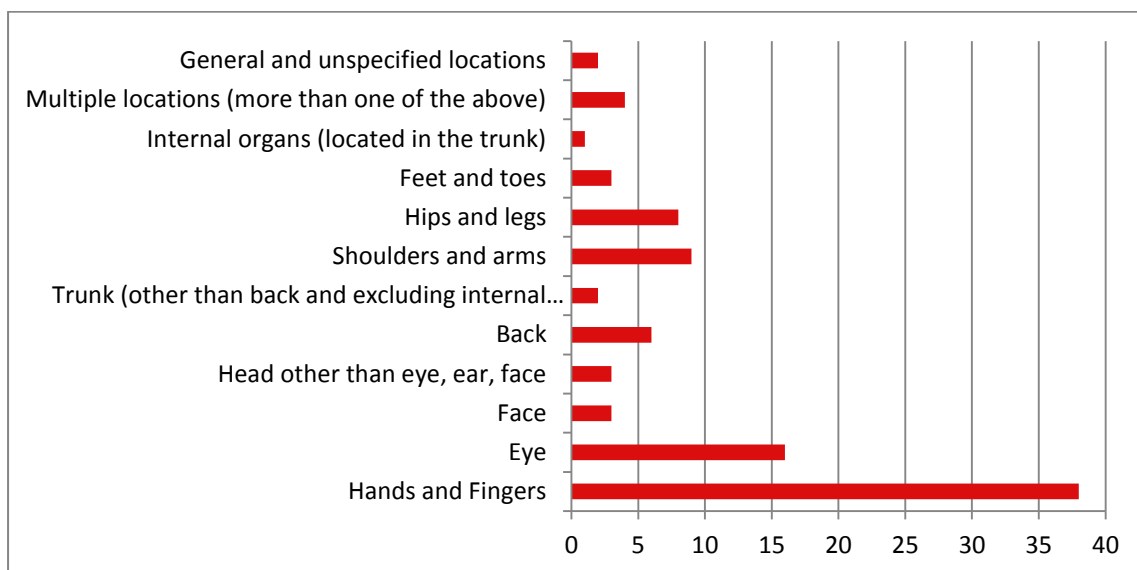 General and unspecified locations
Multiple locations (more than one of the above)
Internal organs (located in the trunk)
Feet and toes
Hips and legs
Shoulders and arms
Trunk (other than back and excluding internal...
Back
Head other than eye, ear, face
Face
Eye
Hands and Fingers
0 5 10 15 20 25 30 35 40